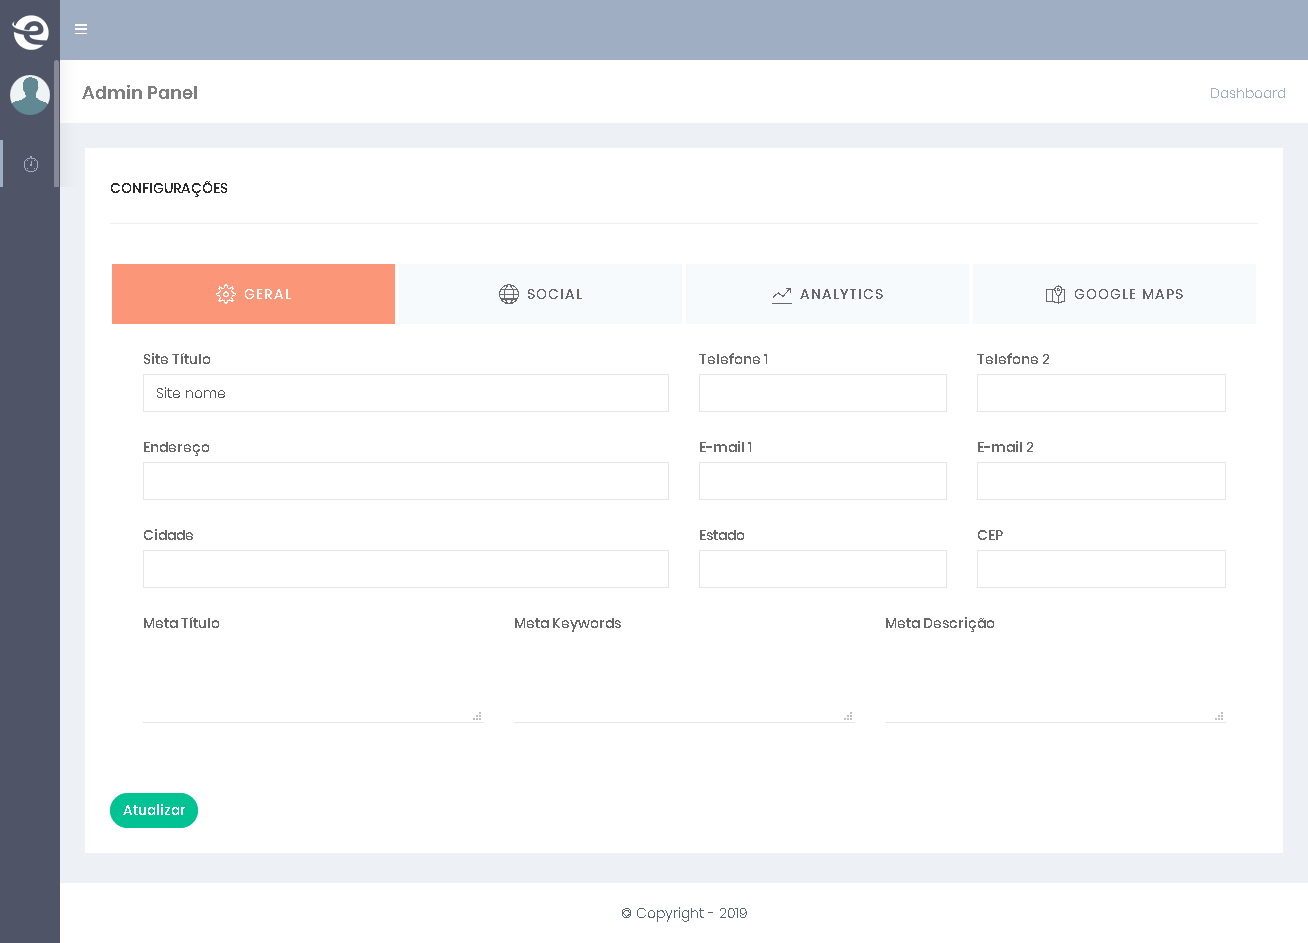 Admin Panel
Dashboard
CONFIGURAÇÕES
GERAL
SOCIAL
ANALYTICS
GOOGLE MAPS
Site Título
Telefone 1
Telefone 2
Site nome
Endereço
E-mail 1
E-mail 2
Cidade
Estado
CEP
Meta Título
Meta Keywords
Meta Descrição
Atualizar
© Copyright - 2019